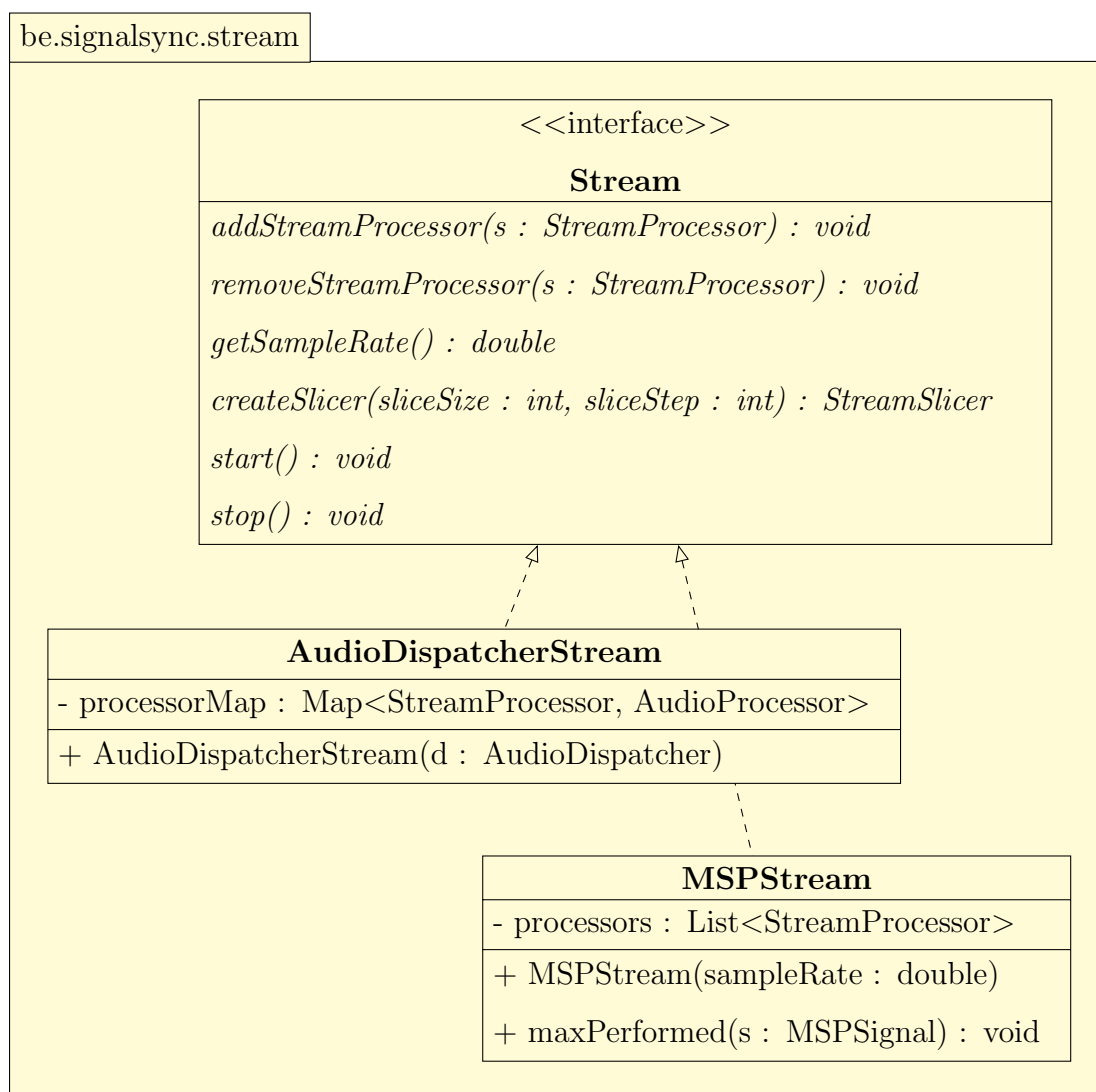 be.signalsync.stream
<<interface>>
Stream
addStreamProcessor(s : StreamProcessor) : void
removeStreamProcessor(s : StreamProcessor) : void
getSampleRate() : double
createSlicer(sliceSize : int, sliceStep : int) : StreamSlicer
start() : void
stop() : void
AudioDispatcherStream
- processorMap : Map<StreamProcessor, AudioProcessor>
+ AudioDispatcherStream(d : AudioDispatcher)
MSPStream
- processors : List<StreamProcessor>
+ MSPStream(sampleRate : double)
+ maxPerformed(s : MSPSignal) : void